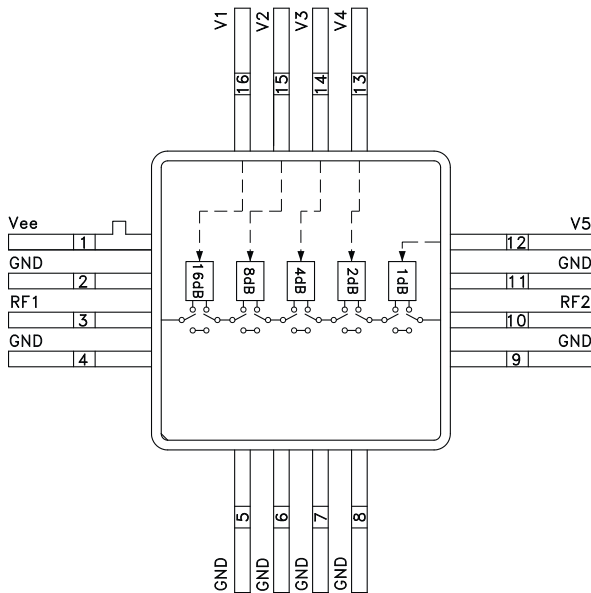 V1 V2 V3 V4
16 15 14 13
Vee
1
GND
2
RF1
3
GND
4
V5
12
GND
11
RF2
10
GND
9
16dB 8dB 4dB 2dB 1dB
5 6 7 8
GND GND GND GND